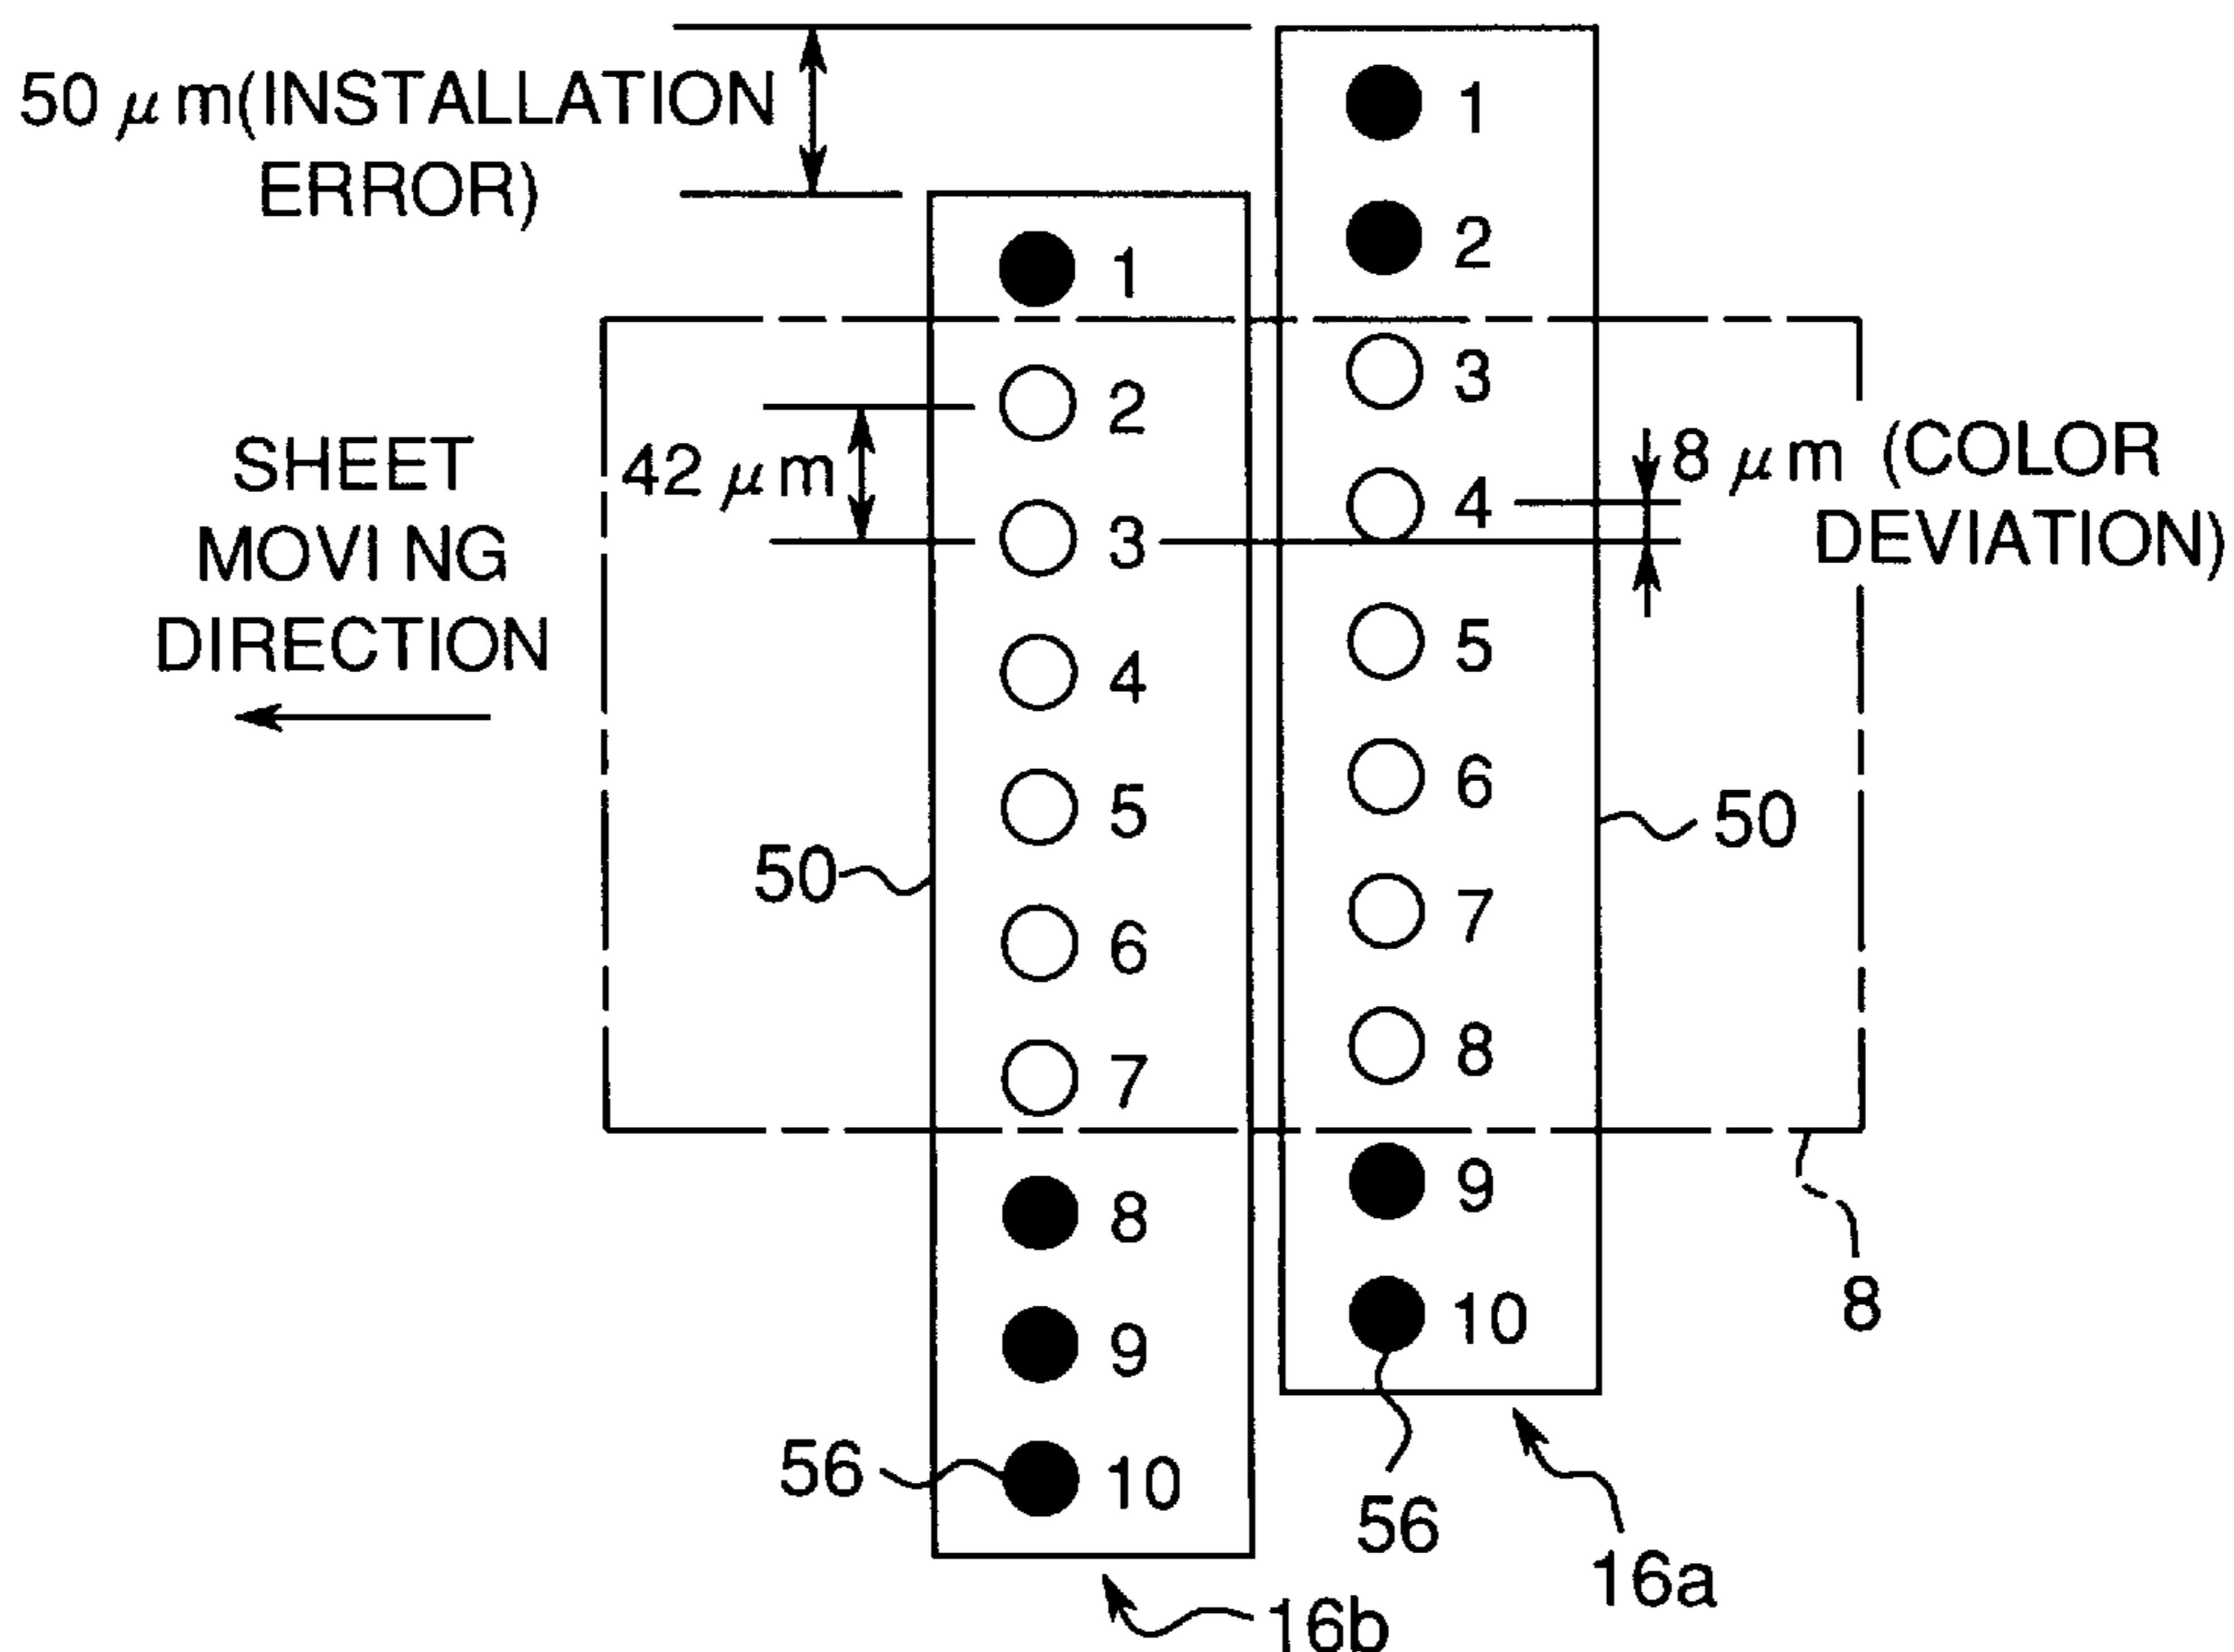 50 μm(INSTALLATION
ERROR)
1
2
3
4
5
6
7
8
9
10
1
2
3
4
5
6
7
8
9
10
42 μm
8 μm (COLOR
DEVIATION)
SHEET
MOVING
DIRECTION
50
50
8
56
56
16a
16b